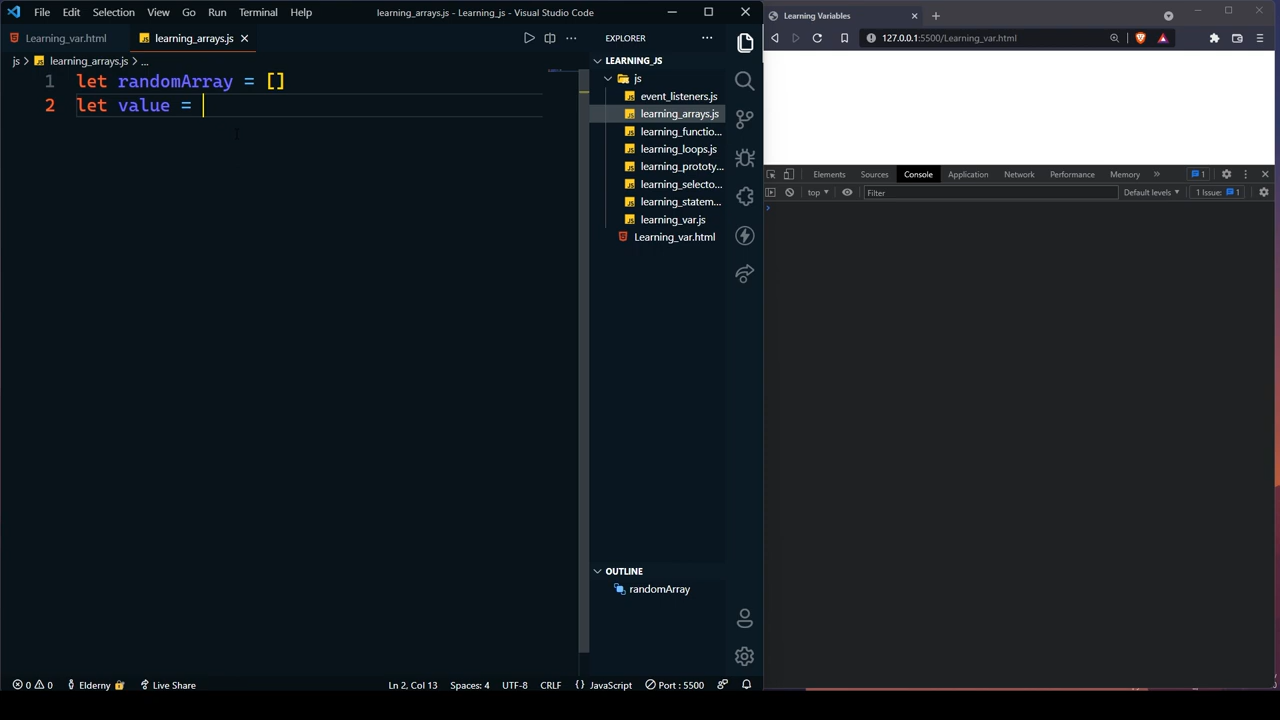 File Edit Selection View Go Run Terminal Help
learning_arrays.js - Learning_js - Visual Studio Code
Learning_var.html
learning_arrays.js
js
learning_arrays.js
...
1 let randomArray = []
2 let value =
EXPLORER
LEARNING_JS
js
event_listeners.js
learning_arrays.js
learning_functio...
learning_loops.js
learning_prototy...
learning_selecto...
learning_statem...
learning_var.js
Learning_var.html
OUTLINE
randomArray
0 0 Elderny Live Share Ln 2, Col 13 Spaces: 4 UTF-8 CRLF {} JavaScript Port : 5500
Learning Variables
127.0.0.1:5500/Learning_var.html
Elements Sources Console Application Network Performance Memory 1
top Filter Default levels 1 Issue: 1